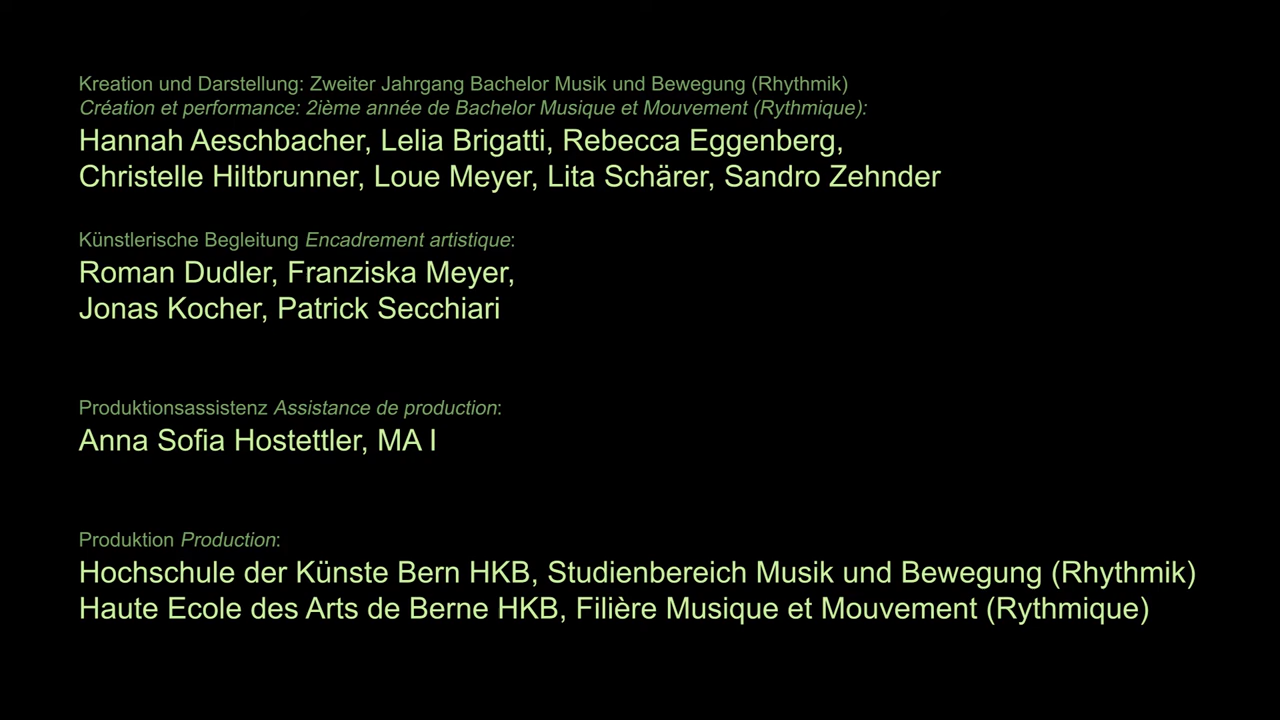 Kreation und Darstellung: Zweiter Jahrgang Bachelor Musik und Bewegung (Rhythmik)
Création et performance: 2ième année de Bachelor Musique et Mouvement (Rythmique):
Hannah Aeschbacher, Lelia Brigatti, Rebecca Eggenberg,
Christelle Hiltbrunner, Loue Meyer, Lita Schärer, Sandro Zehnder
Künstlerische Begleitung Encadrement artistique:
Roman Dudler, Franziska Meyer,
Jonas Kocher, Patrick Secchiari
Produktionsassistenz Assistance de production:
Anna Sofia Hostettler, MA I
Produktion Production:
Hochschule der Künste Bern HKB, Studienbereich Musik und Bewegung (Rhythmik)
Haute Ecole des Arts de Berne HKB, Filière Musique et Mouvement (Rythmique)